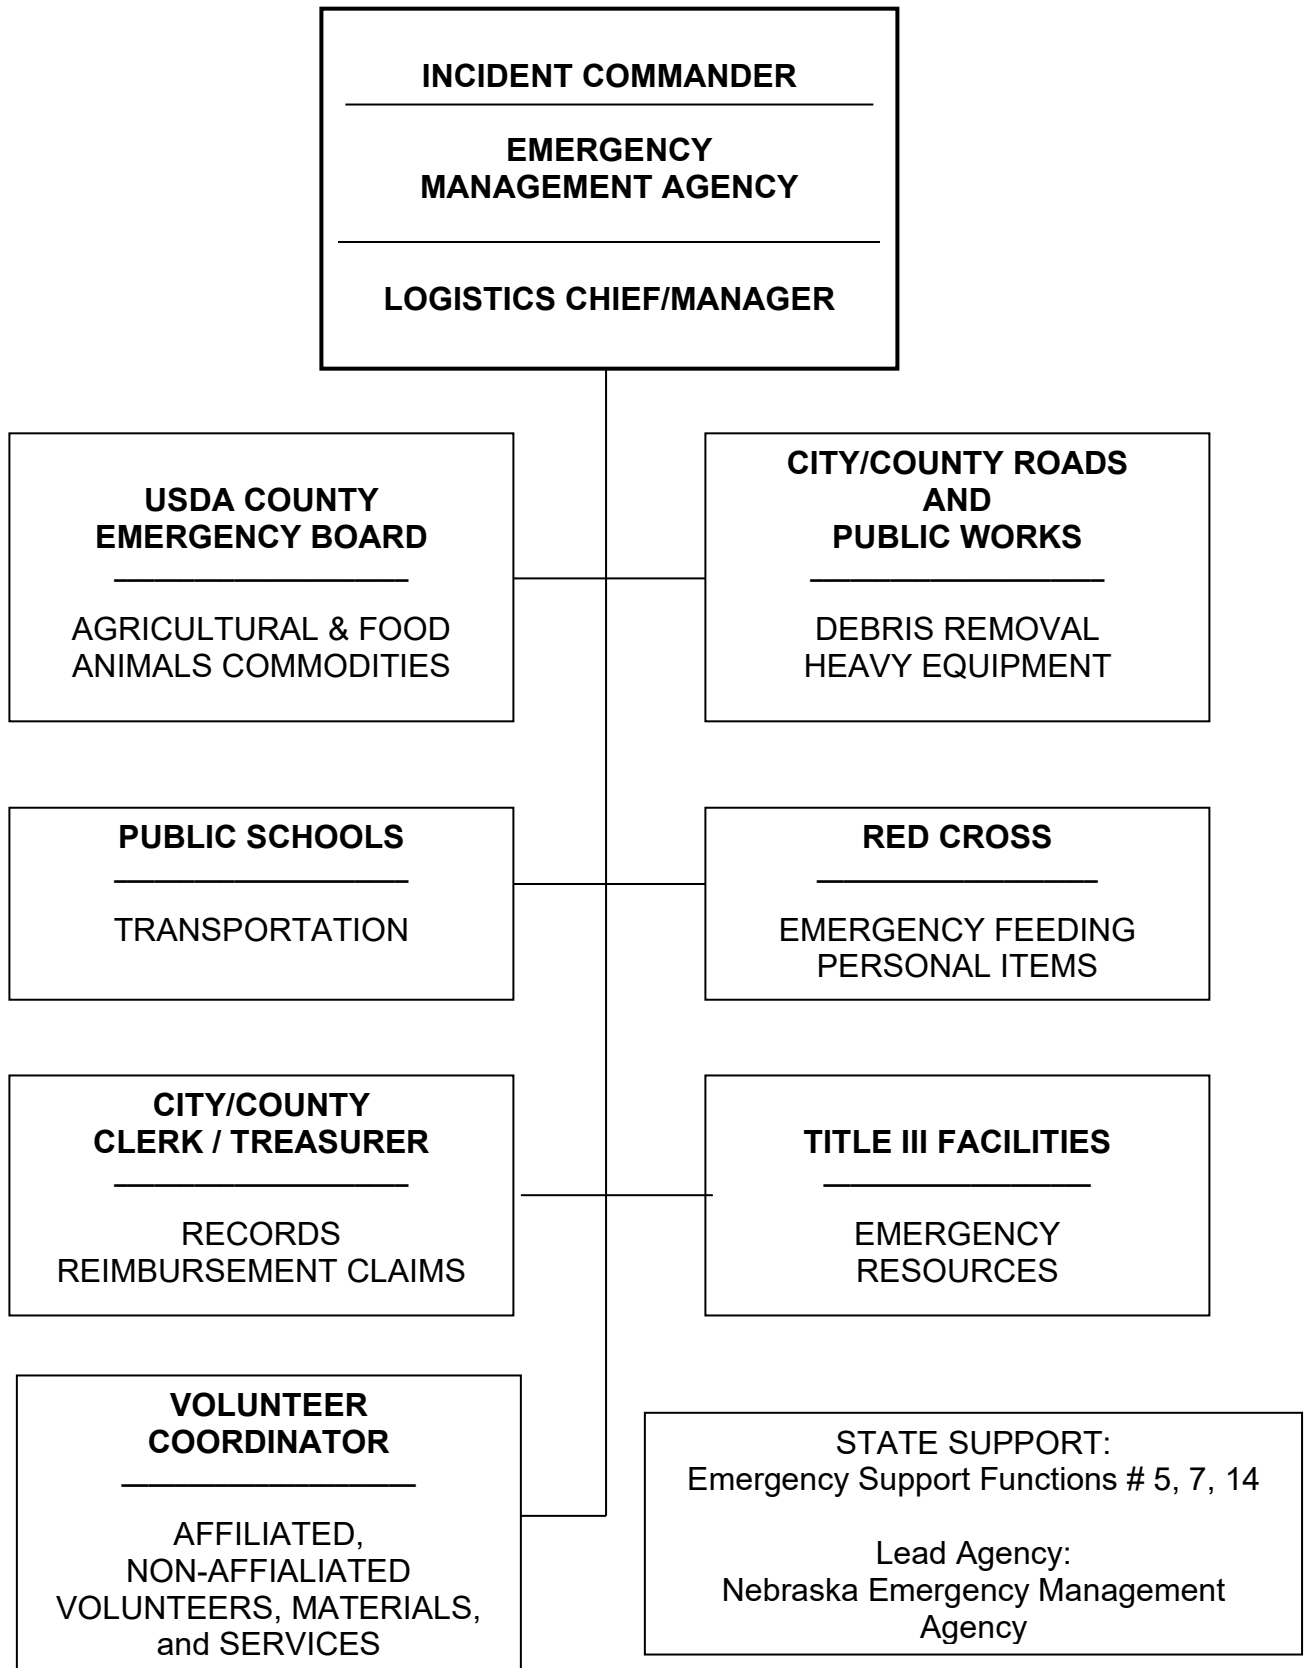 INCIDENT COMMANDER
EMERGENCY
MANAGEMENT AGENCY
LOGISTICS CHIEF/MANAGER
USDA COUNTY
EMERGENCY BOARD
AGRICULTURAL & FOOD
ANIMALS COMMODITIES
CITY/COUNTY ROADS
AND
PUBLIC WORKS
DEBRIS REMOVAL
HEAVY EQUIPMENT
PUBLIC SCHOOLS
TRANSPORTATION
RED CROSS
EMERGENCY FEEDING
PERSONAL ITEMS
CITY/COUNTY
CLERK / TREASURER
RECORDS
REIMBURSEMENT CLAIMS
TITLE III FACILITIES
EMERGENCY
RESOURCES
VOLUNTEER
COORDINATOR
AFFILIATED,
NON-AFFIALIATED
VOLUNTEERS, MATERIALS,
and SERVICES
STATE SUPPORT:
Emergency Support Functions # 5, 7, 14
Lead Agency:
Nebraska Emergency Management
Agency